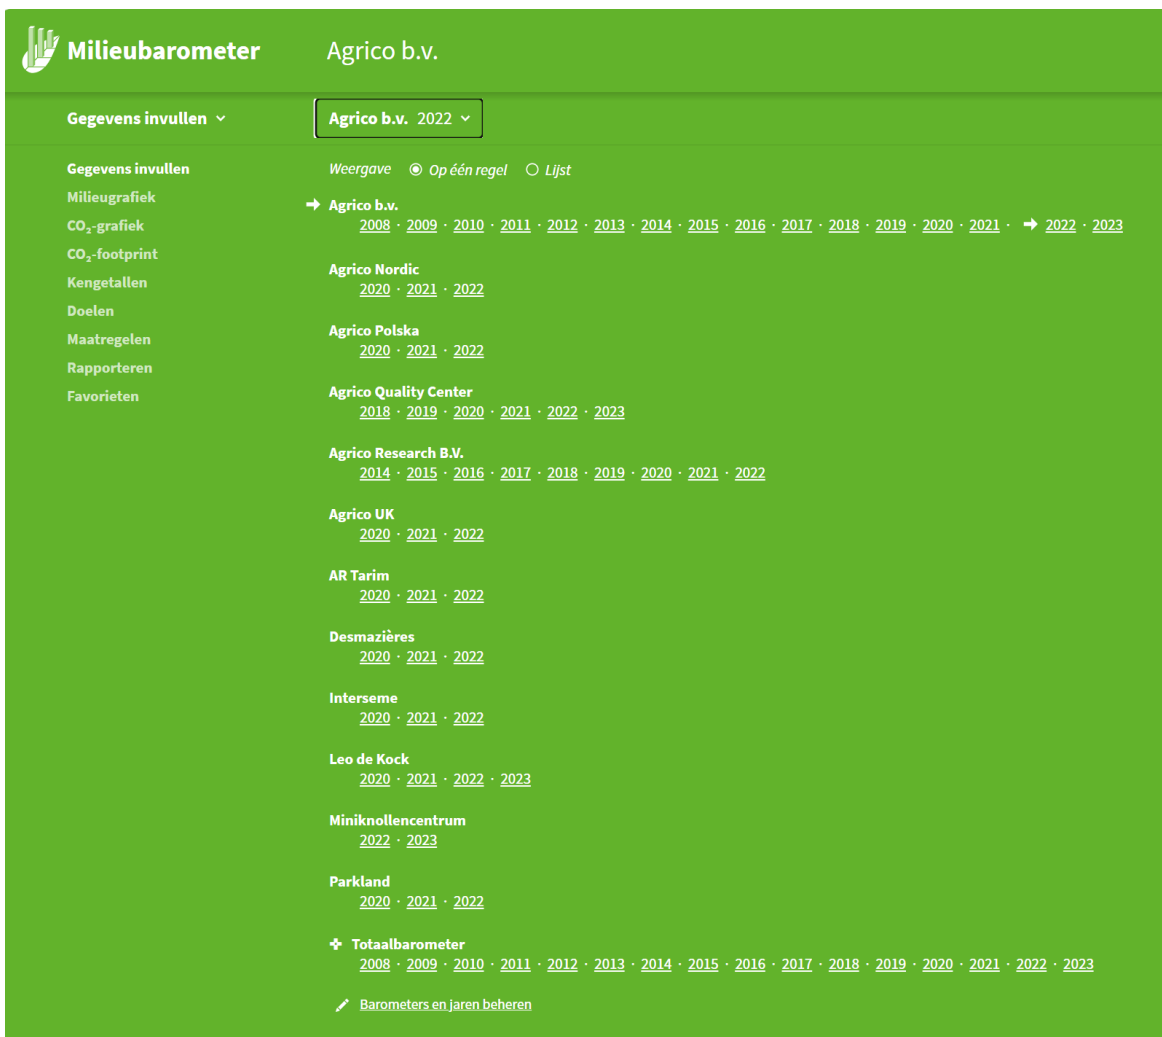 Milieubarometer Agrico b.v.
Gegevens invullen Agrico b.v. 2022
Gegevens invullen
Milieugrafiek
CO₂-grafiek
CO₂-footprint
Kengetallen
Doelen
Maatregelen
Rapporteren
Favorieten
Weergave Op één regel Lijst
Agrico b.v.
2008 · 2009 · 2010 · 2011 · 2012 · 2013 · 2014 · 2015 · 2016 · 2017 · 2018 · 2019 · 2020 · 2021 · 2022 · 2023
Agrico Nordic
2020 · 2021 · 2022
Agrico Polska
2020 · 2021 · 2022
Agrico Quality Center
2018 · 2019 · 2020 · 2021 · 2022 · 2023
Agrico Research B.V.
2014 · 2015 · 2016 · 2017 · 2018 · 2019 · 2020 · 2021 · 2022
Agrico UK
2020 · 2021 · 2022
AR Tarim
2020 · 2021 · 2022
Desmazières
2020 · 2021 · 2022
Interseme
2020 · 2021 · 2022
Leo de Kock
2020 · 2021 · 2022 · 2023
Miniknollencentrum
2022 · 2023
Parkland
2020 · 2021 · 2022
Totaalbarometer
2008 · 2009 · 2010 · 2011 · 2012 · 2013 · 2014 · 2015 · 2016 · 2017 · 2018 · 2019 · 2020 · 2021 · 2022 · 2023
Barometers en jaren beheren